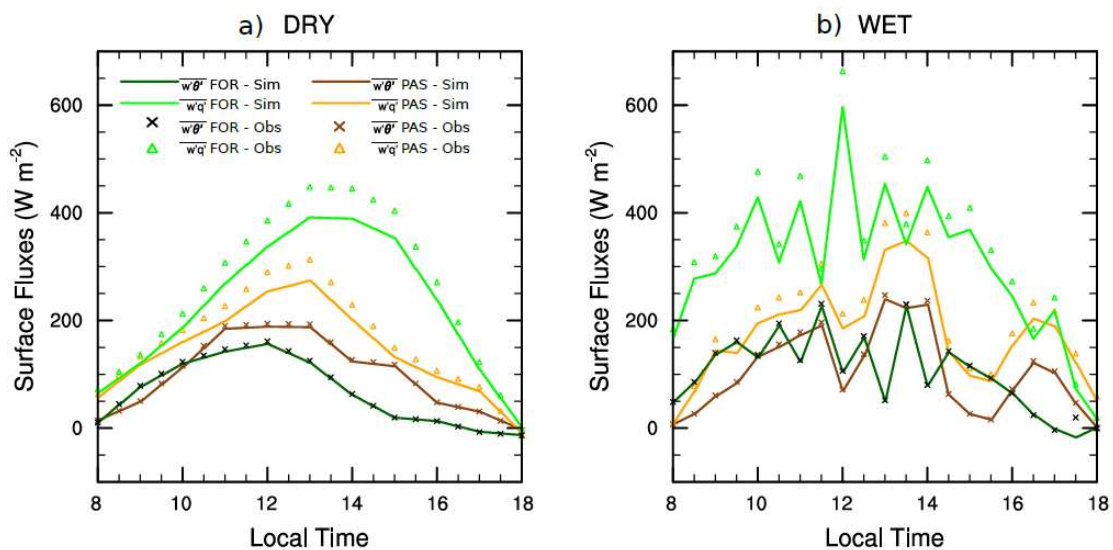 a) DRY
Surface Fluxes (W m⁻²)
600
400
200
0
8 10 12 14 16 18
Local Time
w'θ' FOR - Sim
w'q' FOR - Sim
w'θ' FOR - Obs
w'q' FOR - Obs
w'θ' PAS - Sim
w'q' PAS - Sim
w'θ' PAS - Obs
w'q' PAS - Obs
b) WET
Surface Fluxes (W m⁻²)
600
400
200
0
8 10 12 14 16 18
Local Time